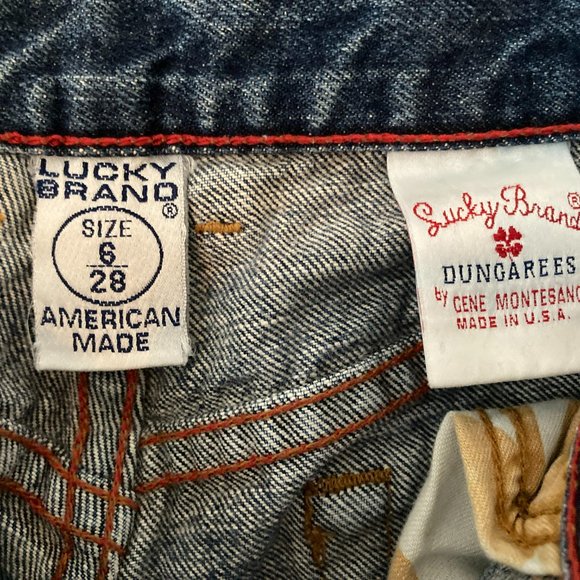 LUCKY
BRAND®
SIZE
6
28
AMERICAN
MADE
Lucky Brand®
DUNGAREES
by GENE MONTESANO
MADE IN U.S.A.